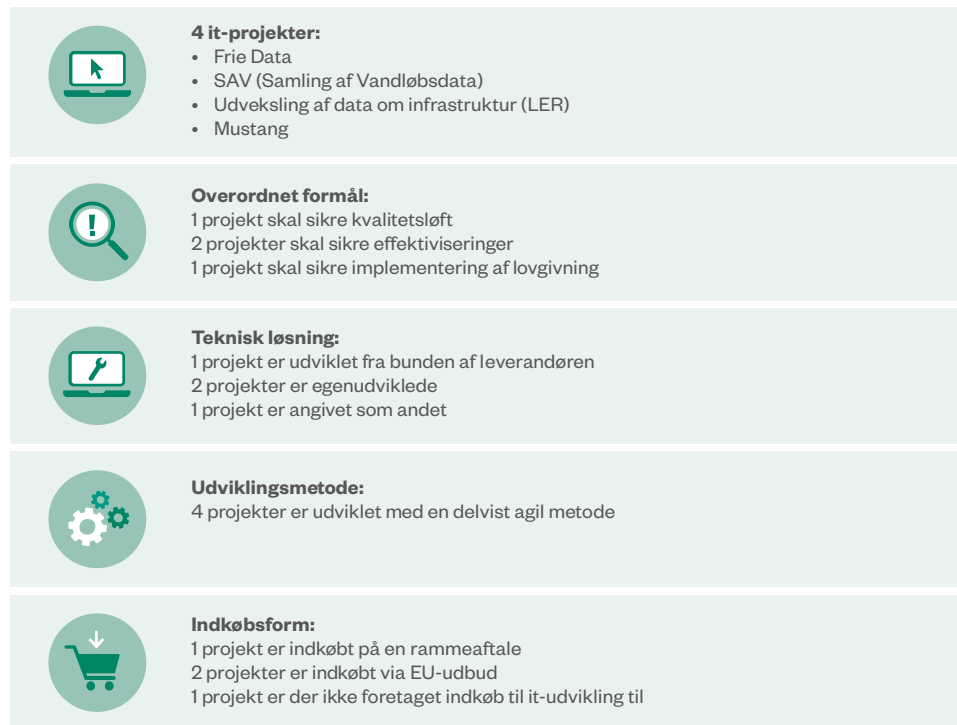 4 it-projekter:
• Frie Data
• SAV (Samling af Vandløbsdata)
• Udveksling af data om infrastruktur (LER)
• Mustang
Overordnet formål:
1 projekt skal sikre kvalitetsløft
2 projekter skal sikre effektiviseringer
1 projekt skal sikre implementering af lovgivning
Teknisk løsning:
1 projekt er udviklet fra bunden af leverandøren
2 projekter er egenudviklede
1 projekt er angivet som andet
Udviklingsmetode:
4 projekter er udviklet med en delvist agil metode
Indkøbsform:
1 projekt er indkøbt på en rammeaftale
2 projekter er indkøbt via EU-udbud
1 projekt er der ikke foretaget indkøb til it-udvikling til